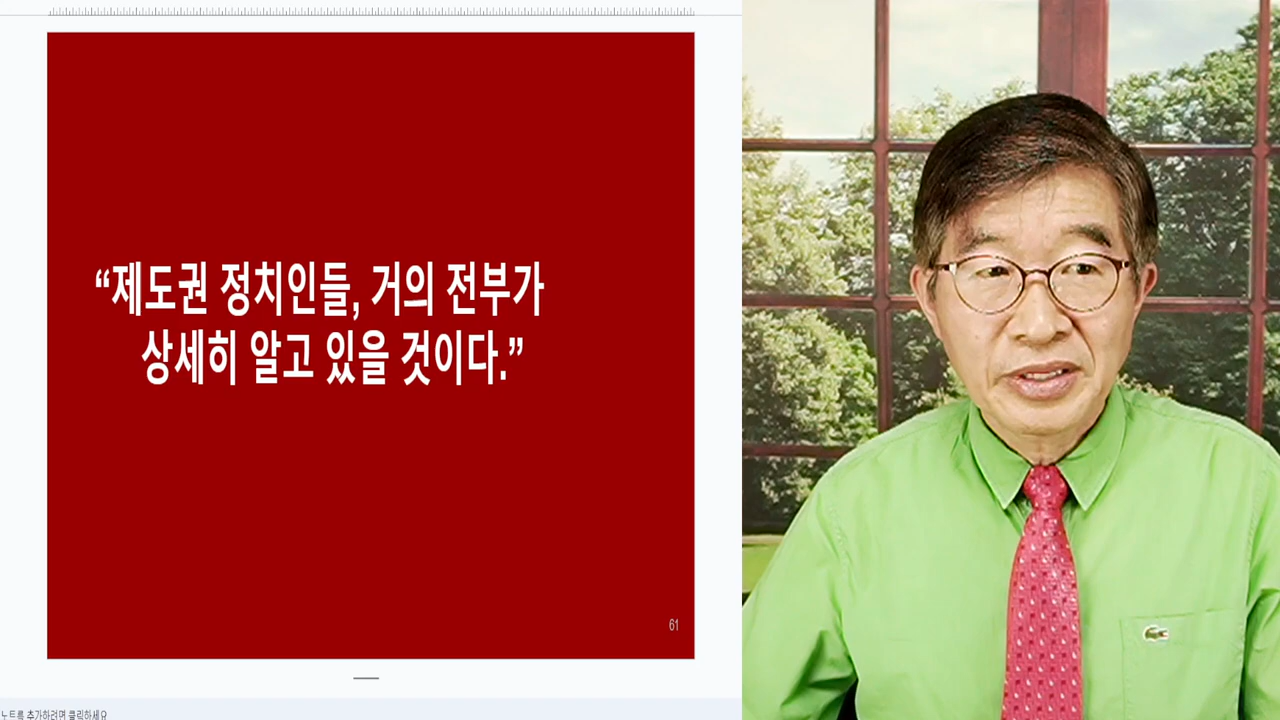 “제도권 정치인들, 거의 전부가
상세히 알고 있을 것이다.”
61
노트를 추가하려면 클릭하세요